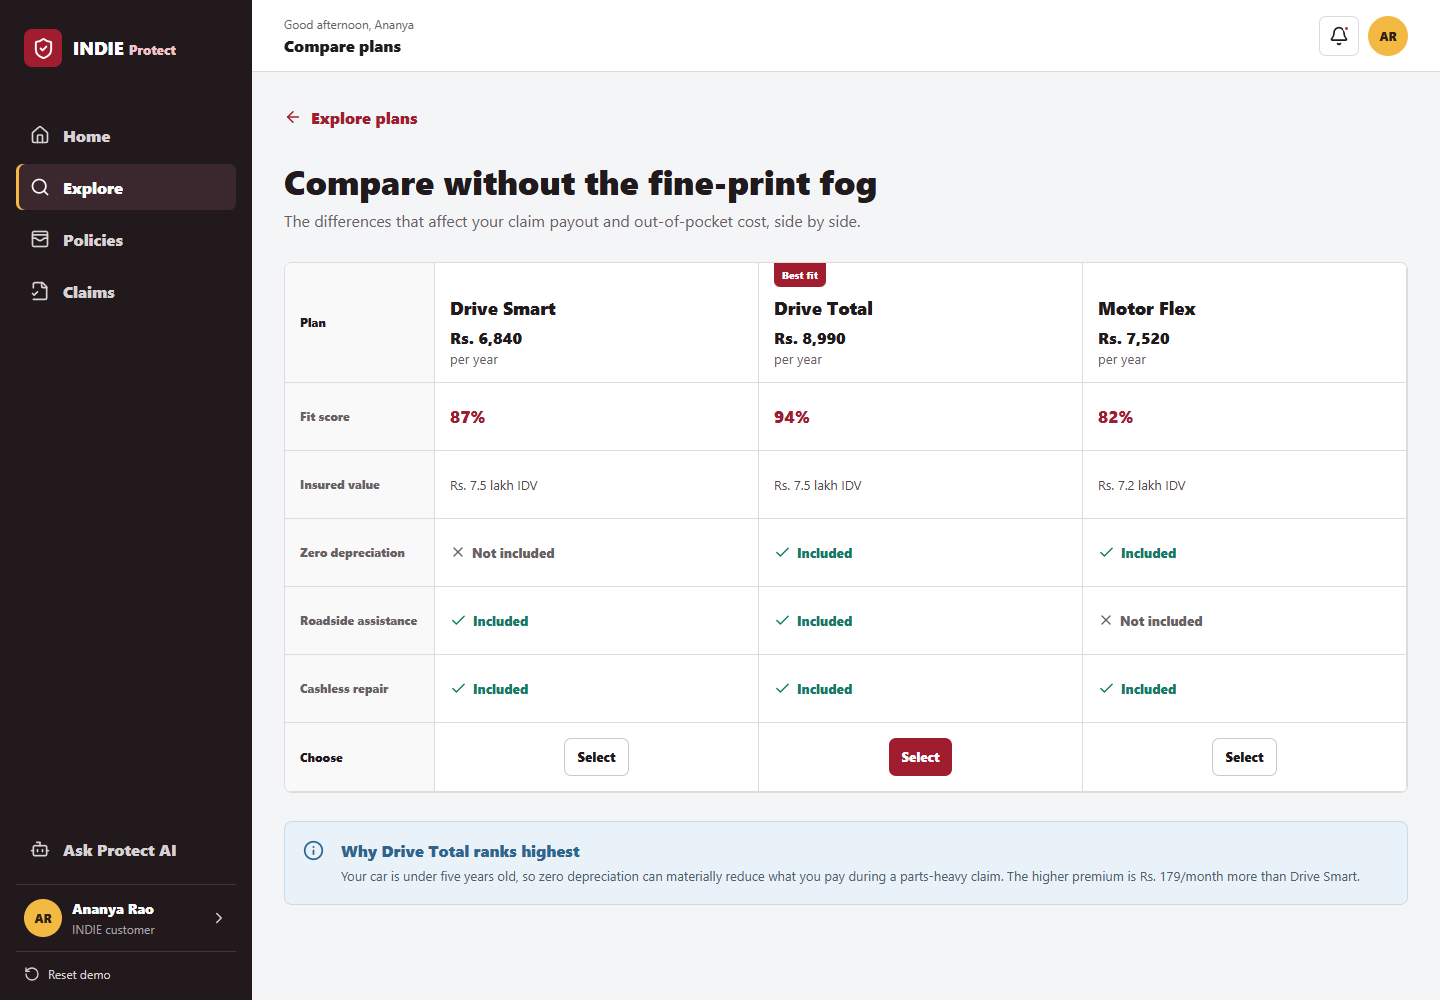 INDIE Protect
Home
Explore
Policies
Claims
Ask Protect AI
AR
Ananya Rao
INDIE customer
Reset demo
Good afternoon, Ananya
Compare plans
AR
Explore plans
Compare without the fine-print fog
The differences that affect your claim payout and out-of-pocket cost, side by side.
Best fit
Plan
Drive Smart
Rs. 6,840
per year
Drive Total
Rs. 8,990
per year
Motor Flex
Rs. 7,520
per year
Fit score 87% 94% 82%
Insured value Rs. 7.5 lakh IDV Rs. 7.5 lakh IDV Rs. 7.2 lakh IDV
Zero depreciation Not included Included Included
Roadside assistance Included Included Not included
Cashless repair Included Included Included
Choose Select Select Select
Why Drive Total ranks highest
Your car is under five years old, so zero depreciation can materially reduce what you pay during a parts-heavy claim. The higher premium is Rs. 179/month more than Drive Smart.